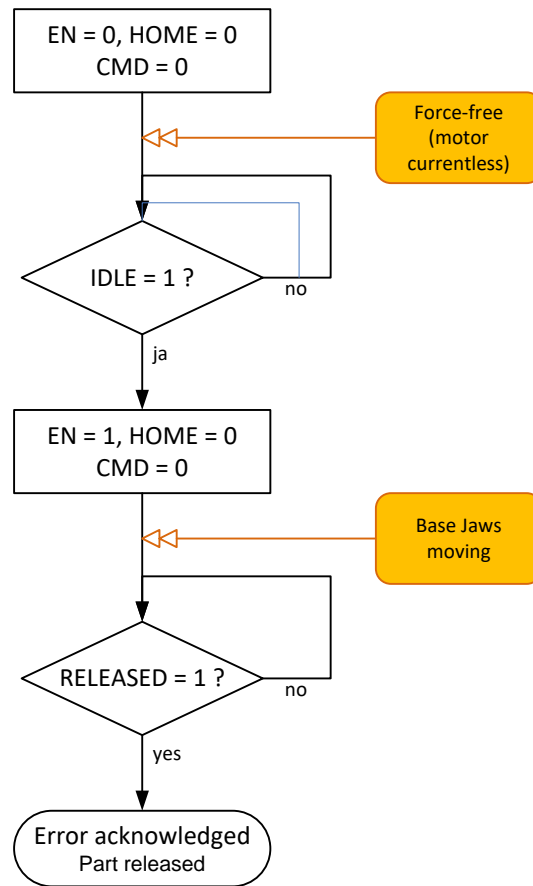 EN = 0, HOME = 0
CMD = 0
Force-free
(motor
currentless)
IDLE = 1 ?
no
ja
EN = 1, HOME = 0
CMD = 0
Base Jaws
moving
RELEASED = 1 ?
no
yes
Error acknowledged
Part released